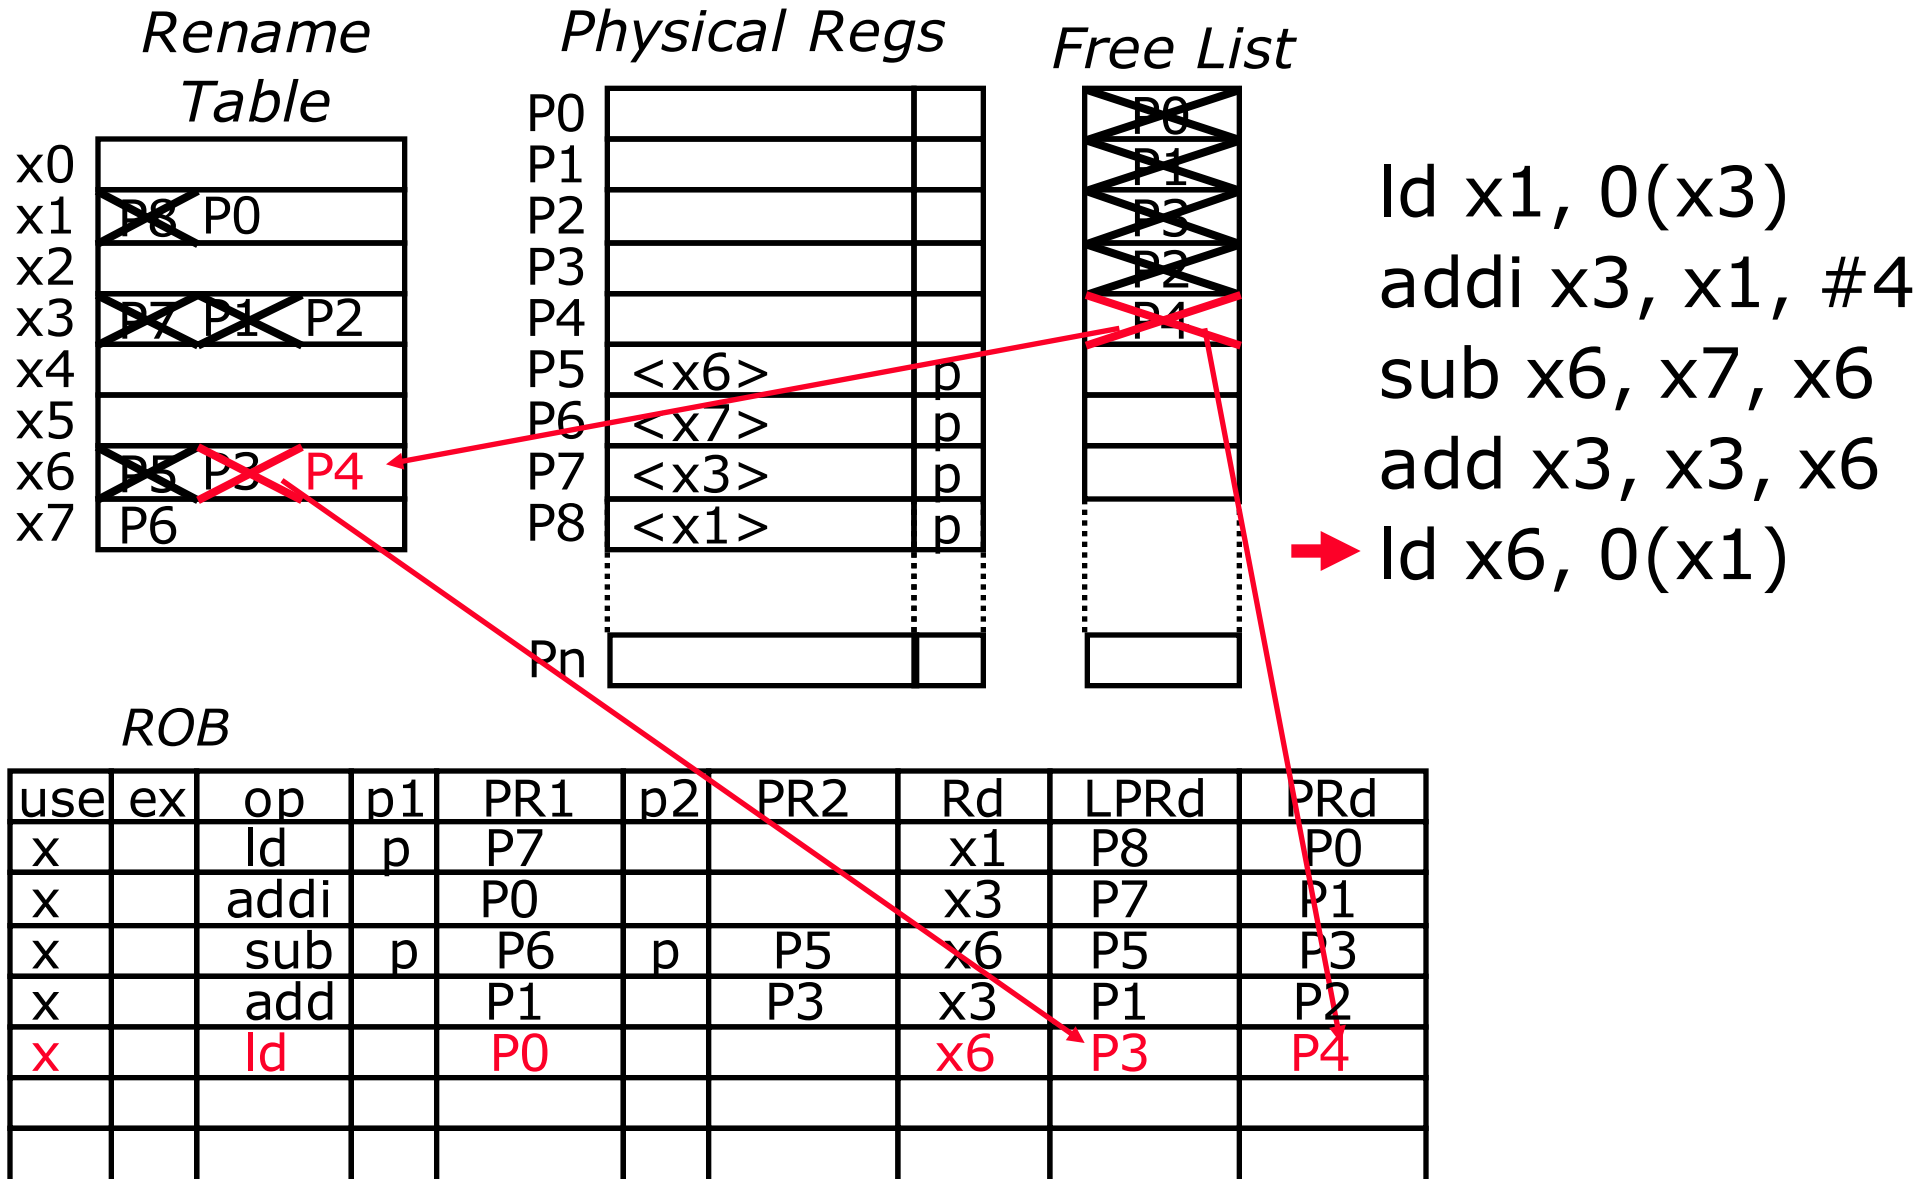 Rename Table
x0
x1 P8 P0
x2
x3 P7 P1 P2
x4
x5
x6 P5 P3 P4
x7 P6
Physical Regs
P0
P1
P2
P3
P4
P5 <x6> p
P6 <x7> p
P7 <x3> p
P8 <x1> p
Pn
Free List
P0
P1
P3
P2
P4
ld x1, 0(x3)
addi x3, x1, #4
sub x6, x7, x6
add x3, x3, x6
ld x6, 0(x1)
ROB
use ex op p1 PR1 p2 PR2 Rd LPRd PRd
x ld p P7 x1 P8 P0
x addi P0 x3 P7 P1
x sub p P6 p P5 x6 P5 P3
x add P1 P3 x3 P1 P2
x ld P0 x6 P3 P4